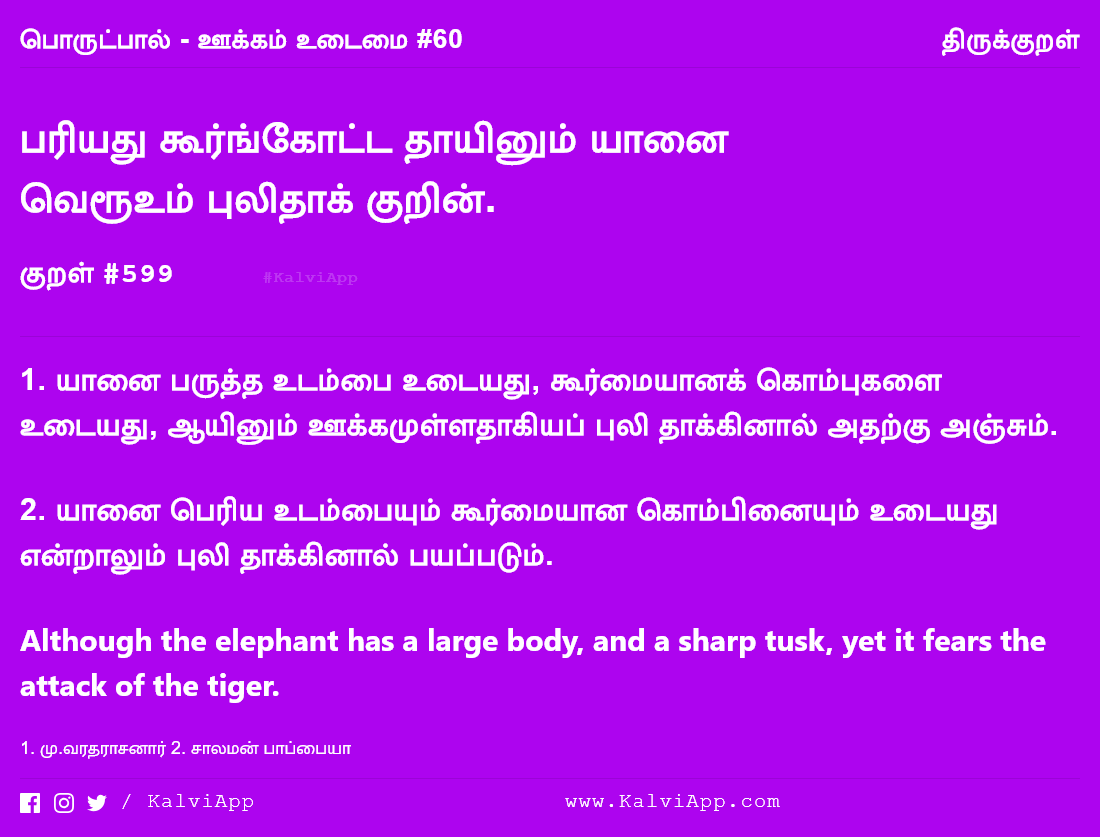 பொருட்பால் - ஊக்கம் உடைமை #60 திருக்குறள்
பரியது கூர்ங்கோட்ட தாயினும் யானை
வெரூஉம் புலிதாக் குறின்.
குறள் #599 #KalviApp
1. யானை பருத்த உடம்பை உடையது, கூர்மையானக் கொம்புகளை
உடையது, ஆயினும் ஊக்கமுள்ளதாகியப் புலி தாக்கினால் அதற்கு அஞ்சும்.
2. யானை பெரிய உடம்பையும் கூர்மையான கொம்பினையும் உடையது
என்றாலும் புலி தாக்கினால் பயப்படும்.
Although the elephant has a large body, and a sharp tusk, yet it fears the
attack of the tiger.
1. மு.வரதராசனார் 2. சாலமன் பாப்பையா
/ KalviApp www.KalviApp.com